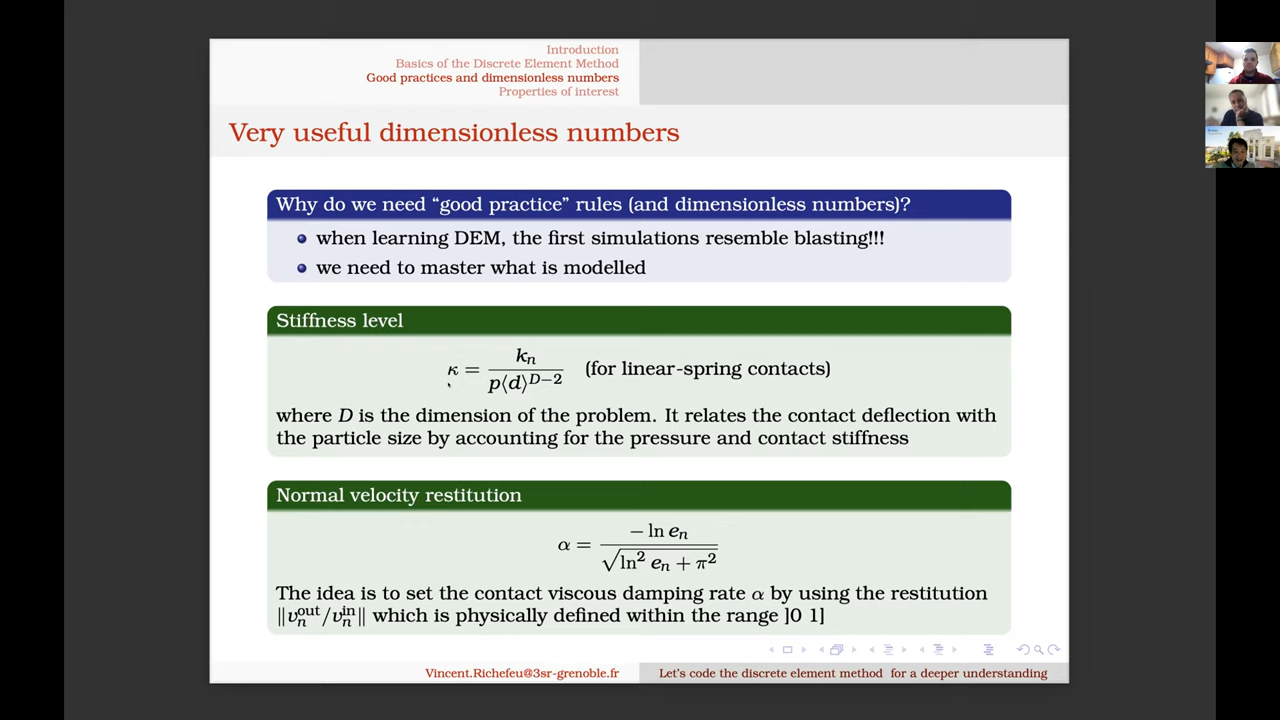 Introduction
Basics of the Discrete Element Method
Good practices and dimensionless numbers
Properties of interest
Very useful dimensionless numbers
Why do we need “good practice” rules (and dimensionless numbers)?
when learning DEM, the first simulations resemble blasting!!!
we need to master what is modelled
Stiffness level
κ = kₙ / p⟨d⟩^{D−2} (for linear-spring contacts)
where D is the dimension of the problem. It relates the contact deflection with
the particle size by accounting for the pressure and contact stiffness
Normal velocity restitution
α = − ln eₙ / √(ln² eₙ + π²)
The idea is to set the contact viscous damping rate α by using the restitution
‖vₙ^out/vₙ^in‖ which is physically defined within the range ]0 1]
Vincent.Richefeu@3sr-grenoble.fr
Let’s code the discrete element method for a deeper understanding